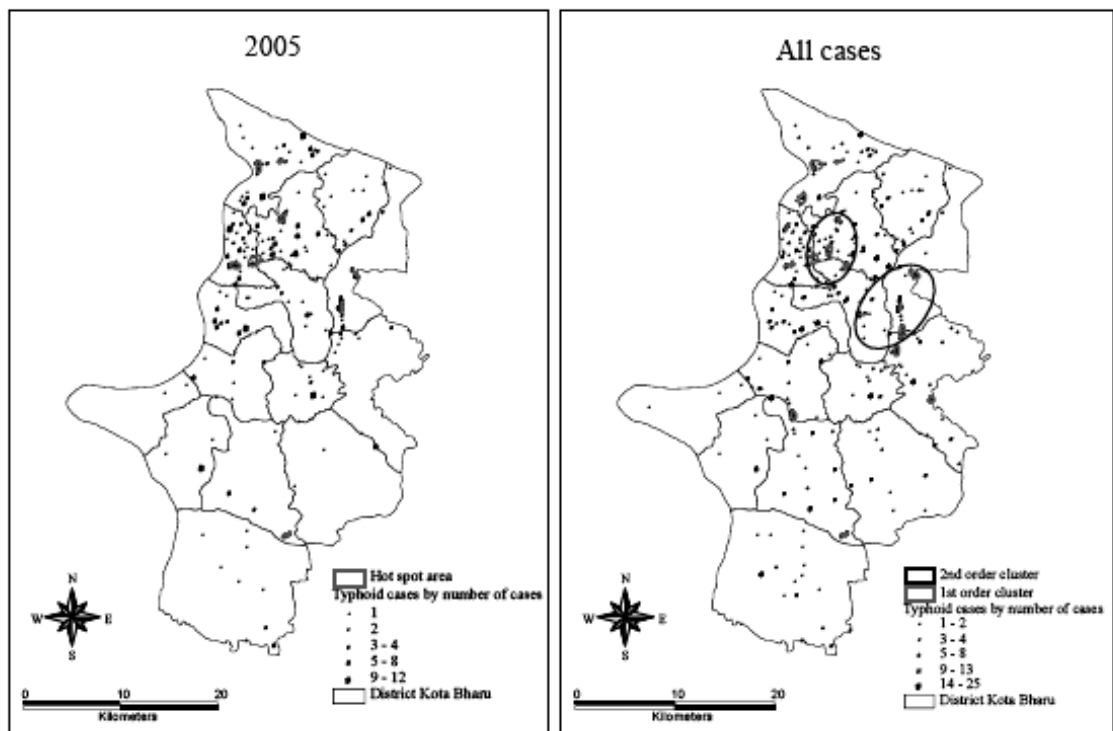 2005
N
W E
S
Hot spot area
Typhoid cases by number of cases
1
2
3 - 4
5 - 8
9 - 12
District Kota Bharu
0 10 20
Kilometers
All cases
N
W E
S
2nd order cluster
1st order cluster
Typhoid cases by number of cases
1 - 2
3 - 4
5 - 8
9 - 13
14 - 25
District Kota Bharu
0 10 20
Kilometers